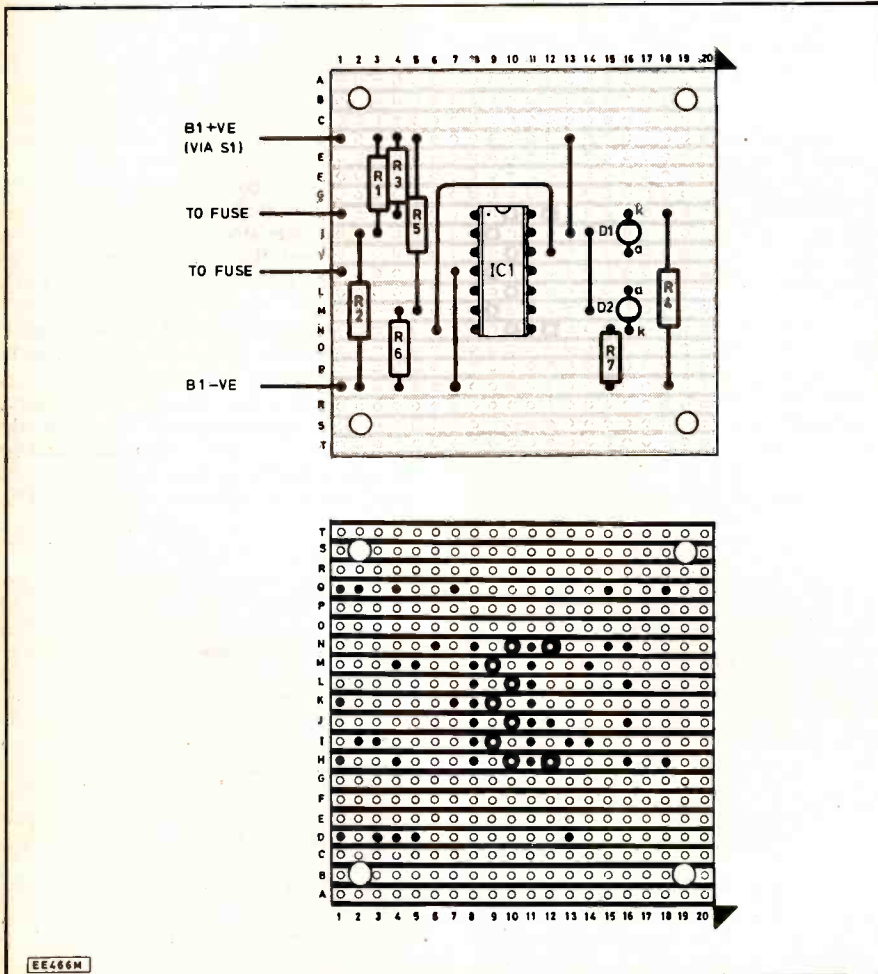 1 2 3 4 5 6 7 8 9 10 11 12 13 14 15 16 17 18 19 20
A
B
C
B1+VE
(VIA S1)
E
F
G
R1
R3
R5
TO FUSE
k
D1
a
I
J
IC1
TO FUSE
R4
L
a
M
D2
R2
N
k
O
R6
R7
P
B1-VE
R
S
T
T
S
R
Q
P
O
N
M
L
K
J
I
H
G
F
E
D
C
B
A
1 2 3 4 5 6 7 8 9 10 11 12 13 14 15 16 17 18 19 20
EE466M